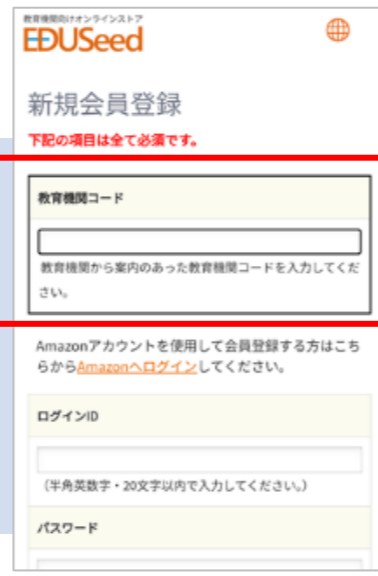 教育機関向けオンラインストア
EDUSeed
新規会員登録
下記の項目は全て必須です。
教育機関コード
教育機関から案内のあった教育機関コードを入力してくだ
さい。
Amazonアカウントを使用して会員登録する方はこち
らからAmazonへログインしてください。
ログインID
（半角英数字・20文字以内で入力してください。）
パスワード